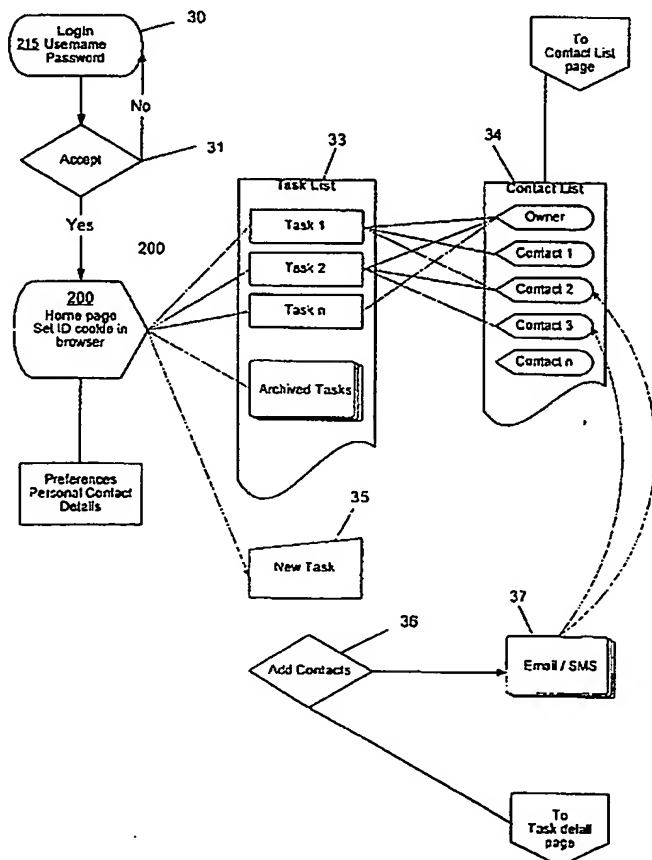 30
Login
215 Username
Password
No
31
Accept
Yes
200
200
Home page
Set ID cookie in
browser
Preferences
Personal Contact
Details
33
Task List
Task 1
Task 2
Task n
Archived Tasks
35
New Task
To
Contact List
page
34
Contact List
Owner
Contact 1
Contact 2
Contact 3
Contact n
36
Add Contacts
37
Email / SMS
To
Task detail
page